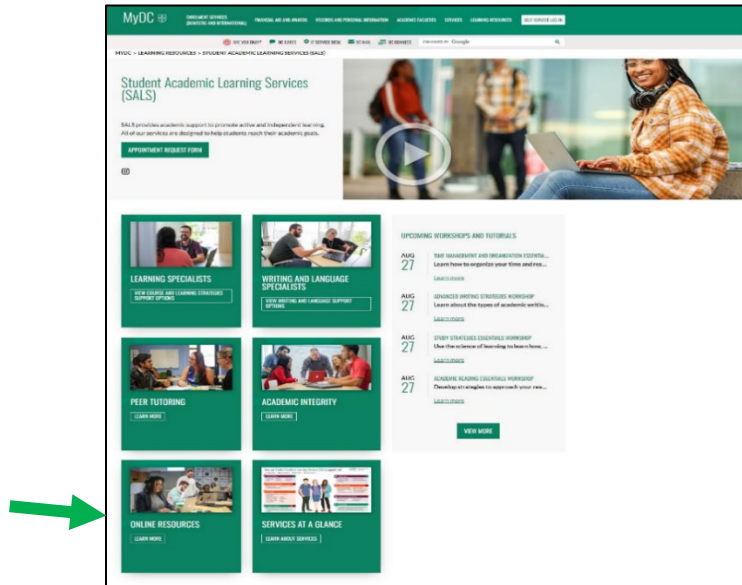 MyDC
ENROLMENT SERVICES
(DOMESTIC AND INTERNATIONAL)
FINANCIAL AID AND AWARDS
RECORDS AND PERSONAL INFORMATION
ACADEMIC FACULTIES
SERVICES
LEARNING RESOURCES
SELF SERVICE LOG IN
ARE YOU OKAY?
DC CONNECT
Google
MYDC > LEARNING RESOURCES > STUDENT ACADEMIC LEARNING SERVICES (SALS)
Student Academic Learning Services
(SALS)
SALS provides academic support to promote active and independent learning.
All of our services are designed to help students reach their academic goals.
APPOINTMENT REQUEST FORM
LEARNING SPECIALISTS
VIEW COURSE AND LEARNING STRATEGIES
SUPPORT OPTIONS
WRITING AND LANGUAGE
SPECIALISTS
VIEW WRITING AND LANGUAGE SUPPORT
OPTIONS
PEER TUTORING
LEARN MORE
ACADEMIC INTEGRITY
LEARN MORE
ONLINE RESOURCES
LEARN MORE
SERVICES AT A GLANCE
LEARN ABOUT SERVICES
UPCOMING WORKSHOPS AND TUTORIALS
AUG
27
TIME MANAGEMENT AND ORGANIZATION ESSENTIA...
Learn how to organize your time and res...
Learn more
AUG
27
ADVANCED WRITING STRATEGIES WORKSHOP
Learn about the types of academic writin...
Learn more
AUG
27
STUDY STRATEGIES ESSENTIALS WORKSHOP
Use the science of learning to learn how, ...
Learn more
AUG
27
ACADEMIC READING ESSENTIALS WORKSHOP
Develop strategies to approach your rea...
Learn more
VIEW MORE